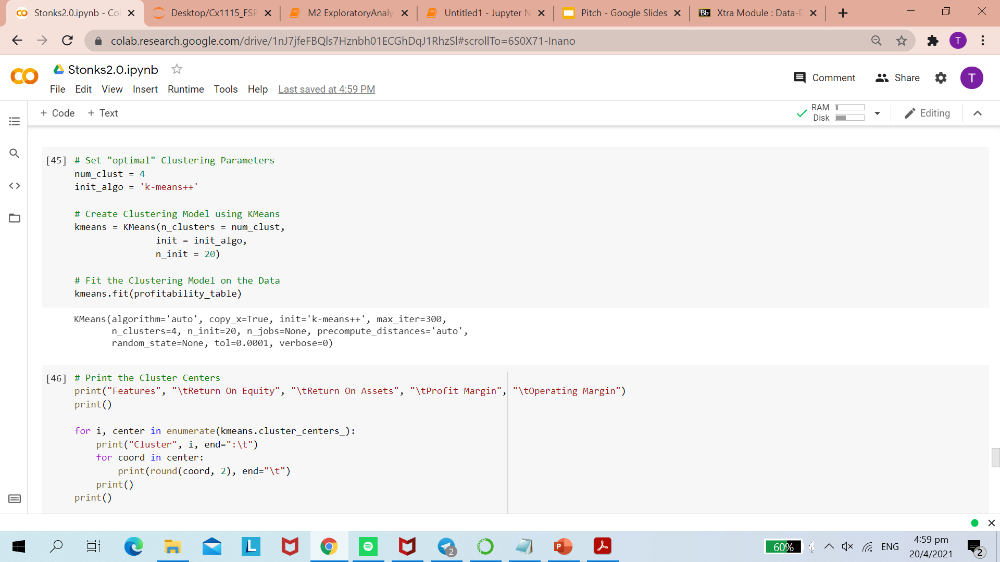 Stonks2.0.ipynb - Col
Desktop/Cx1115_FSP
M2 ExploratoryAnaly
Untitled1 - Jupyter N
Pitch - Google Slides
Bb Xtra Module : Data-D
colab.research.google.com/drive/1nJ7jfeFBQls7Hznbh01ECGhDqJ1RhzSl#scrollTo=6S0X71-Inano
T
Stonks2.0.ipynb
Comment
Share
T
File Edit View Insert Runtime Tools Help Last saved at 4:59 PM
+ Code + Text
RAM
Disk
Editing
[45] # Set "optimal" Clustering Parameters
num_clust = 4
init_algo = 'k-means++'
# Create Clustering Model using KMeans
kmeans = KMeans(n_clusters = num_clust,
init = init_algo,
n_init = 20)
# Fit the Clustering Model on the Data
kmeans.fit(profitability_table)
KMeans(algorithm='auto', copy_x=True, init='k-means++', max_iter=300,
n_clusters=4, n_init=20, n_jobs=None, precompute_distances='auto',
random_state=None, tol=0.0001, verbose=0)
[46] # Print the Cluster Centers
print("Features", "\tReturn On Equity", "\tReturn On Assets", "\tProfit Margin", "\tOperating Margin")
print()
for i, center in enumerate(kmeans.cluster_centers_):
print("Cluster", i, end=":\t")
for coord in center:
print(round(coord, 2), end="\t")
print()
print()
L
2
P
60%
ENG
4:59 pm
20/4/2021
2